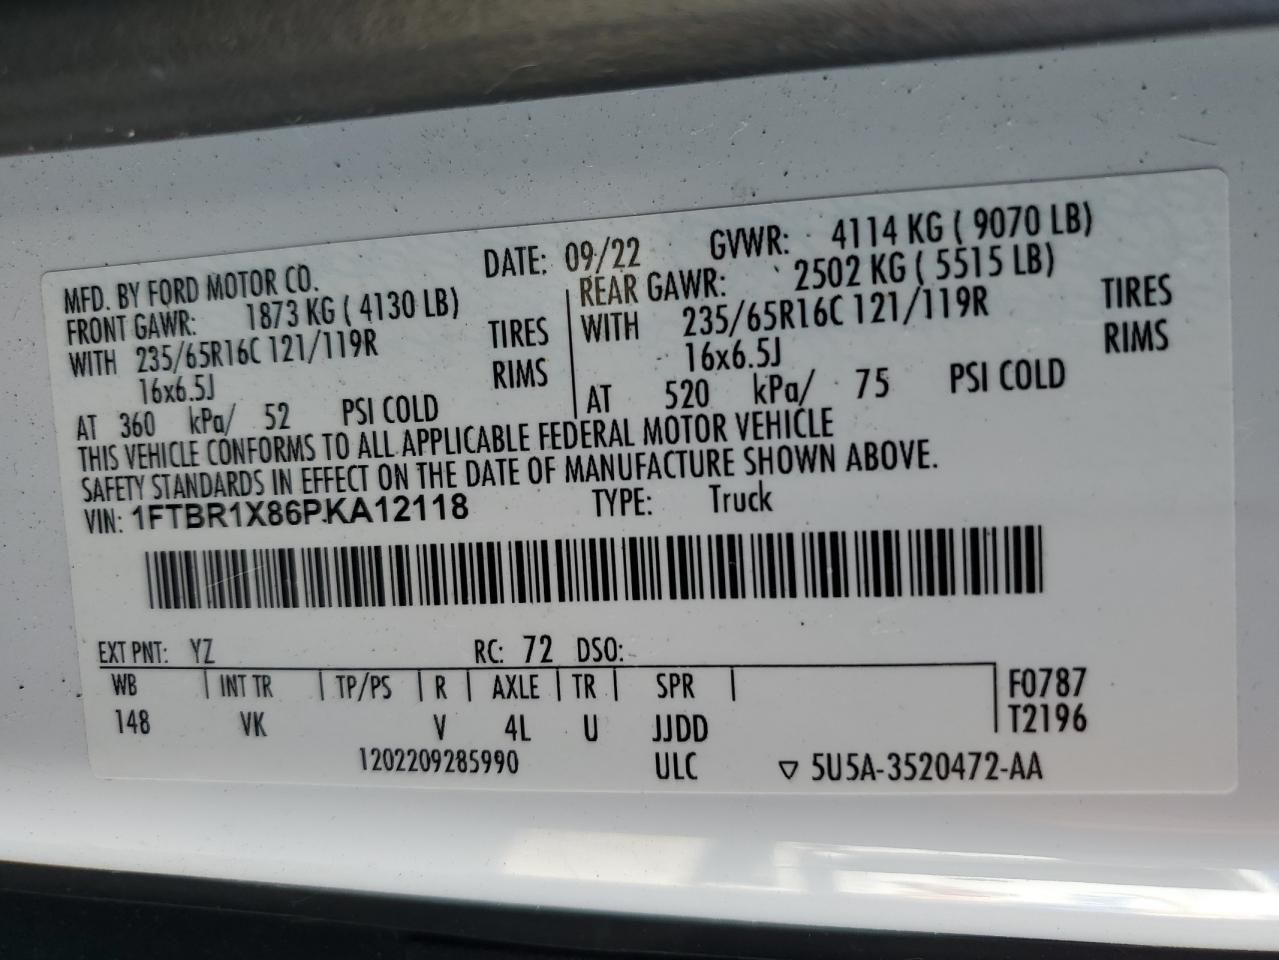 MFD. BY FORD MOTOR CO. DATE: 09/22 GVWR: 4114 KG ( 9070 LB)
FRONT GAWR: 1873 KG ( 4130 LB) REAR GAWR: 2502 KG ( 5515 LB)
WITH 235/65R16C 121/119R TIRES WITH 235/65R16C 121/119R TIRES
16x6.5J RIMS 16x6.5J RIMS
AT 360 kPa/ 52 PSI COLD AT 520 kPa/ 75 PSI COLD
THIS VEHICLE CONFORMS TO ALL APPLICABLE FEDERAL MOTOR VEHICLE
SAFETY STANDARDS IN EFFECT ON THE DATE OF MANUFACTURE SHOWN ABOVE.
VIN: 1FTBR1X86PKA12118 TYPE: Truck
EXT PNT: YZ RC: 72 DSO:
WB INT TR TP/PS R AXLE TR SPR F0787
148 VK V 4L U JJDD T2196
1202209285990 ULC ▽ 5U5A-3520472-AA